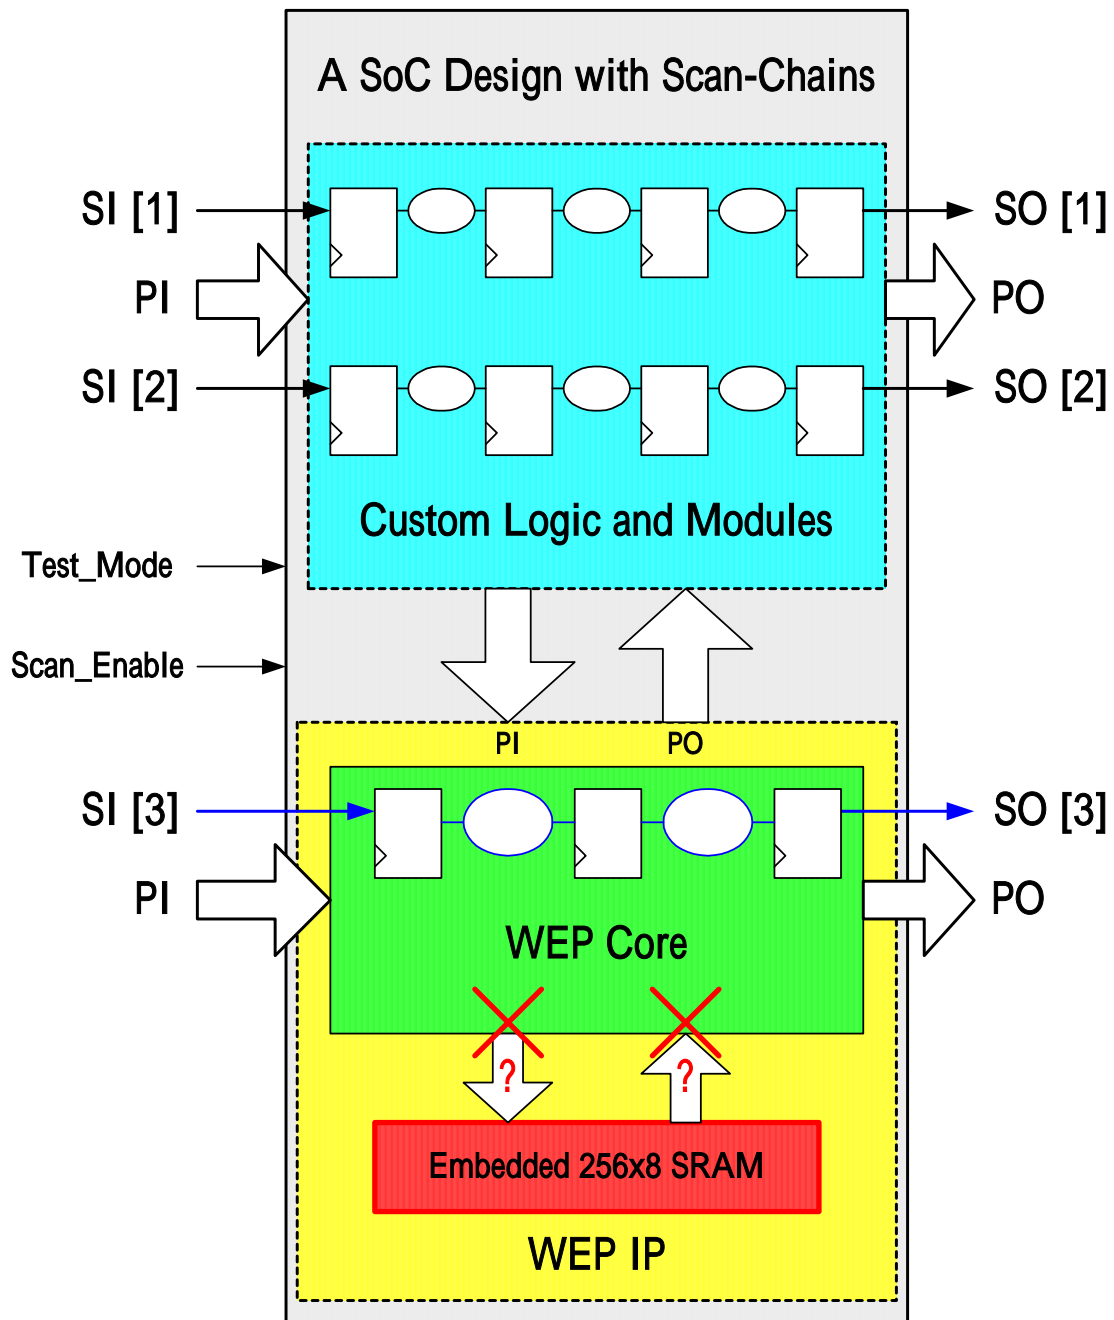 A SoC Design with Scan-Chains
SI [1]
SO [1]
PI
PO
SI [2]
SO [2]
Custom Logic and Modules
Test_Mode
Scan_Enable
PI
PO
SI [3]
SO [3]
PI
PO
WEP Core
?
?
Embedded 256x8 SRAM
WEP IP